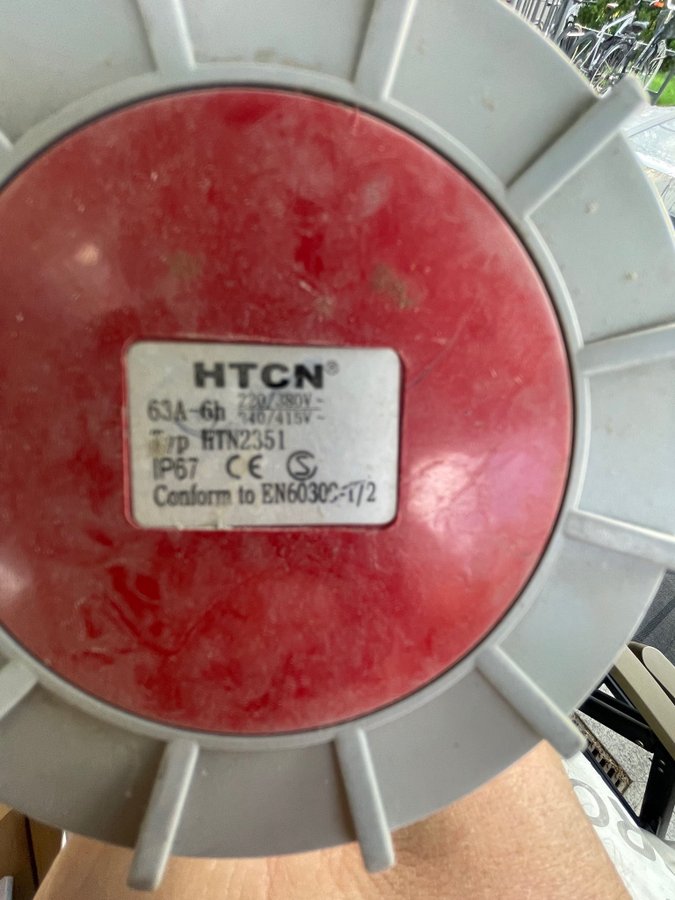 HTCN®
63A-6h 220/380V~
240/415V~
Typ HTN2351
IP67 CE S
Conform to EN60309-1/2